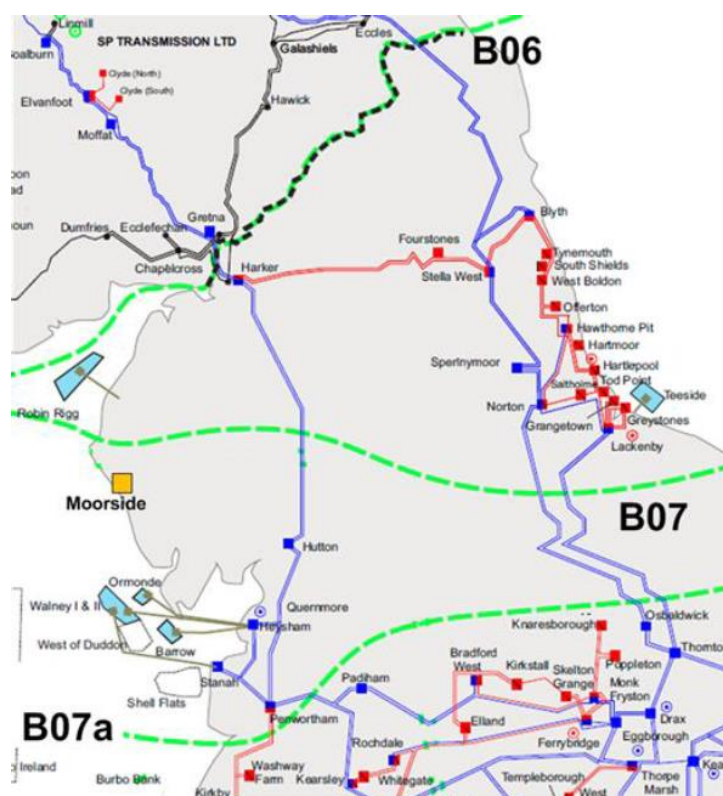 Linmill
SP TRANSMISSION LTD
Eccles
Galashiels
B06
Clyde (North)
Clyde (South)
Elvanfoot
Hawick
Moffat
Gretna
Dumfries
Ecclefechan
Chapelcross
Harker
Fourstones
Stella West
Blyth
Tynemouth
South Shields
West Boldon
Offerton
Hawthorne Pit
Hartmoor
Hartlepool
Tod Point
Saltholme
Teeside
Greystones
Sperlnymoor
Norton
Grangetown
Lackenby
Robin Rigg
Moorside
B07
Hutton
Ormonde
Walney I & II
Quernmore
Heysham
West of Duddon
Barrow
Stanah
Shell Flats
Osbaldwick
Knaresborough
Thornto
Poppleton
Bradford
West
Kirkstall
Skelton
Grange
Monk
Fryston
Padiham
Penwortham
B07a
Elland
Drax
Ferrybridge
Eggborough
Rochdale
Washway
Farm
Kearsley
Whitegate
Templeborough
Thorpe
Marsh
West
Kea
o Ireland
Burbo Bank
Kirkby